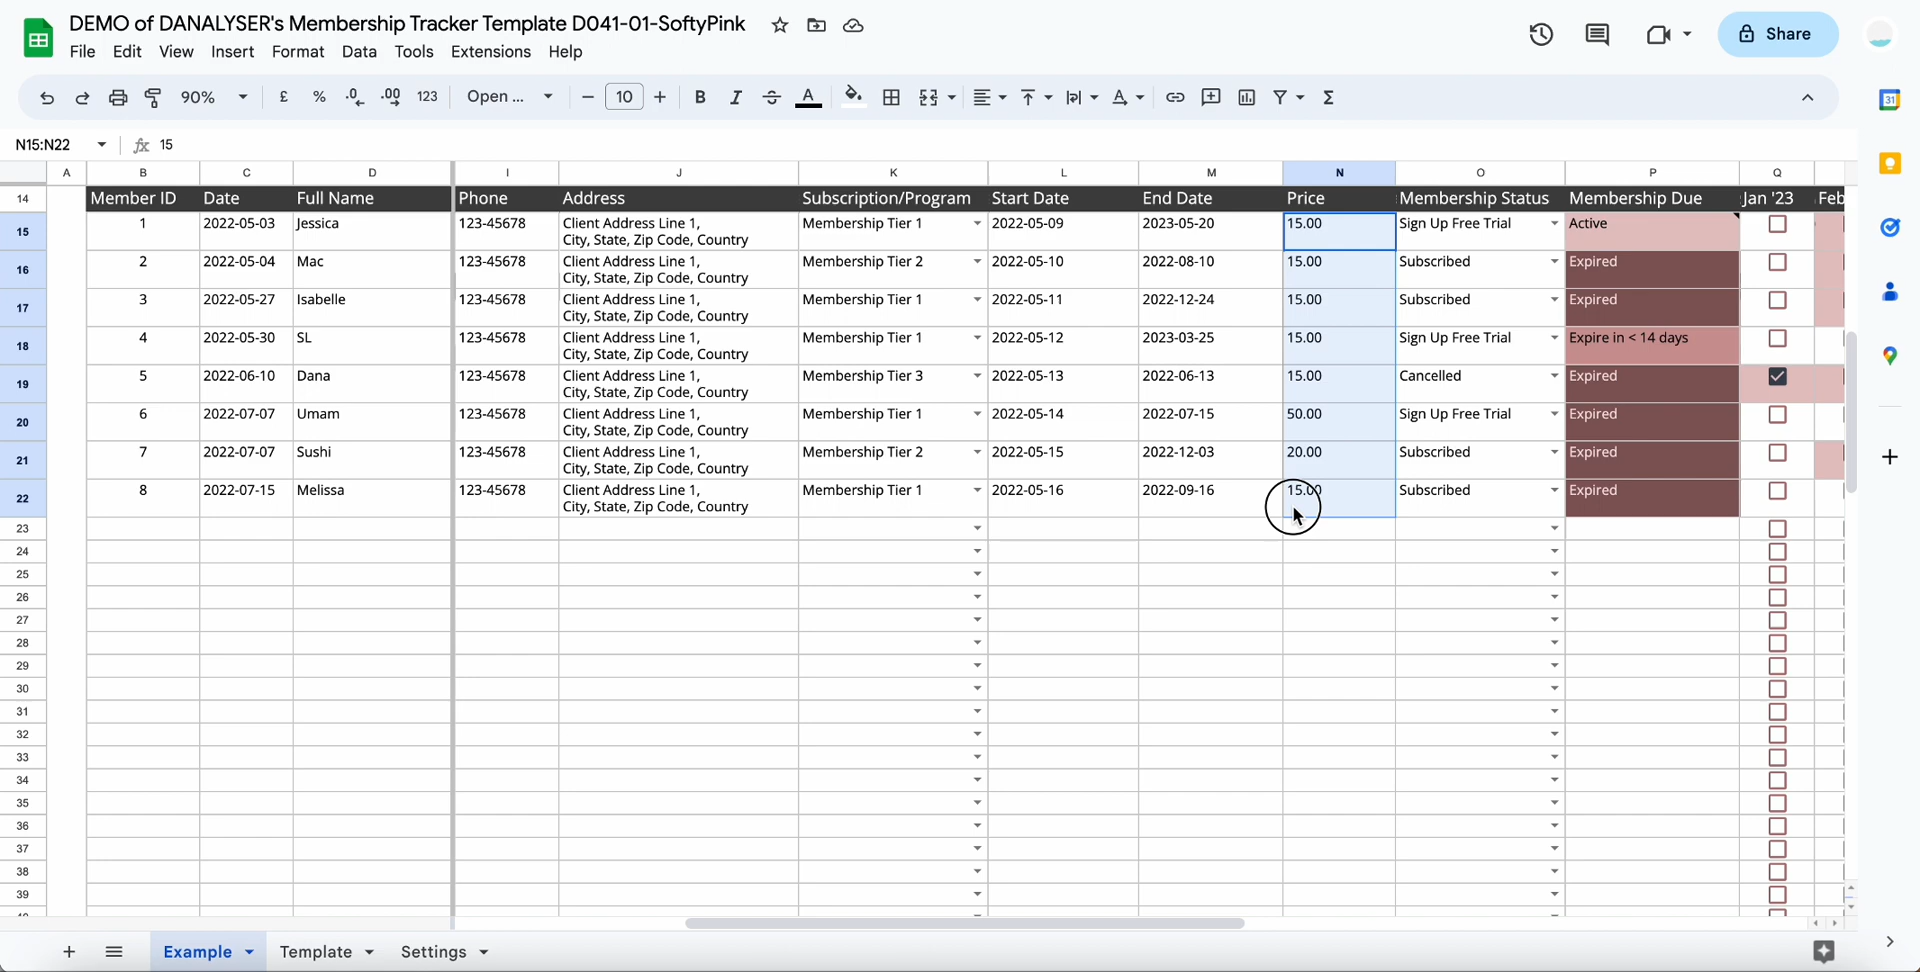 DEMO of DANALYSER's Membership Tracker Template D041-01-SoftyPink
File Edit View Insert Format Data Tools Extensions Help
Share
90% £ % .0 .00 123 Open ... 10 B I S A Σ
31
N15:N22 fx 15
A B C D I J K L M N O P Q
14 Member ID Date Full Name Phone Address Subscription/Program Start Date End Date Price Membership Status Membership Due Jan '23 Feb
15 1 2022-05-03 Jessica 123-45678 Client Address Line 1, Membership Tier 1 2022-05-09 2023-05-20 15.00 Sign Up Free Trial Active
City, State, Zip Code, Country
16 2 2022-05-04 Mac 123-45678 Client Address Line 1, Membership Tier 2 2022-05-10 2022-08-10 15.00 Subscribed Expired
City, State, Zip Code, Country
17 3 2022-05-27 Isabelle 123-45678 Client Address Line 1, Membership Tier 1 2022-05-11 2022-12-24 15.00 Subscribed Expired
City, State, Zip Code, Country
18 4 2022-05-30 SL 123-45678 Client Address Line 1, Membership Tier 1 2022-05-12 2023-03-25 15.00 Sign Up Free Trial Expire in < 14 days
City, State, Zip Code, Country
19 5 2022-06-10 Dana 123-45678 Client Address Line 1, Membership Tier 3 2022-05-13 2022-06-13 15.00 Cancelled Expired
City, State, Zip Code, Country
20 6 2022-07-07 Umam 123-45678 Client Address Line 1, Membership Tier 1 2022-05-14 2022-07-15 50.00 Sign Up Free Trial Expired
City, State, Zip Code, Country
21 7 2022-07-07 Sushi 123-45678 Client Address Line 1, Membership Tier 2 2022-05-15 2022-12-03 20.00 Subscribed Expired
City, State, Zip Code, Country
22 8 2022-07-15 Melissa 123-45678 Client Address Line 1, Membership Tier 1 2022-05-16 2022-09-16 15.00 Subscribed Expired
City, State, Zip Code, Country
23
24
25
26
27
28
29
30
31
32
33
34
35
36
37
38
39
Example Template Settings